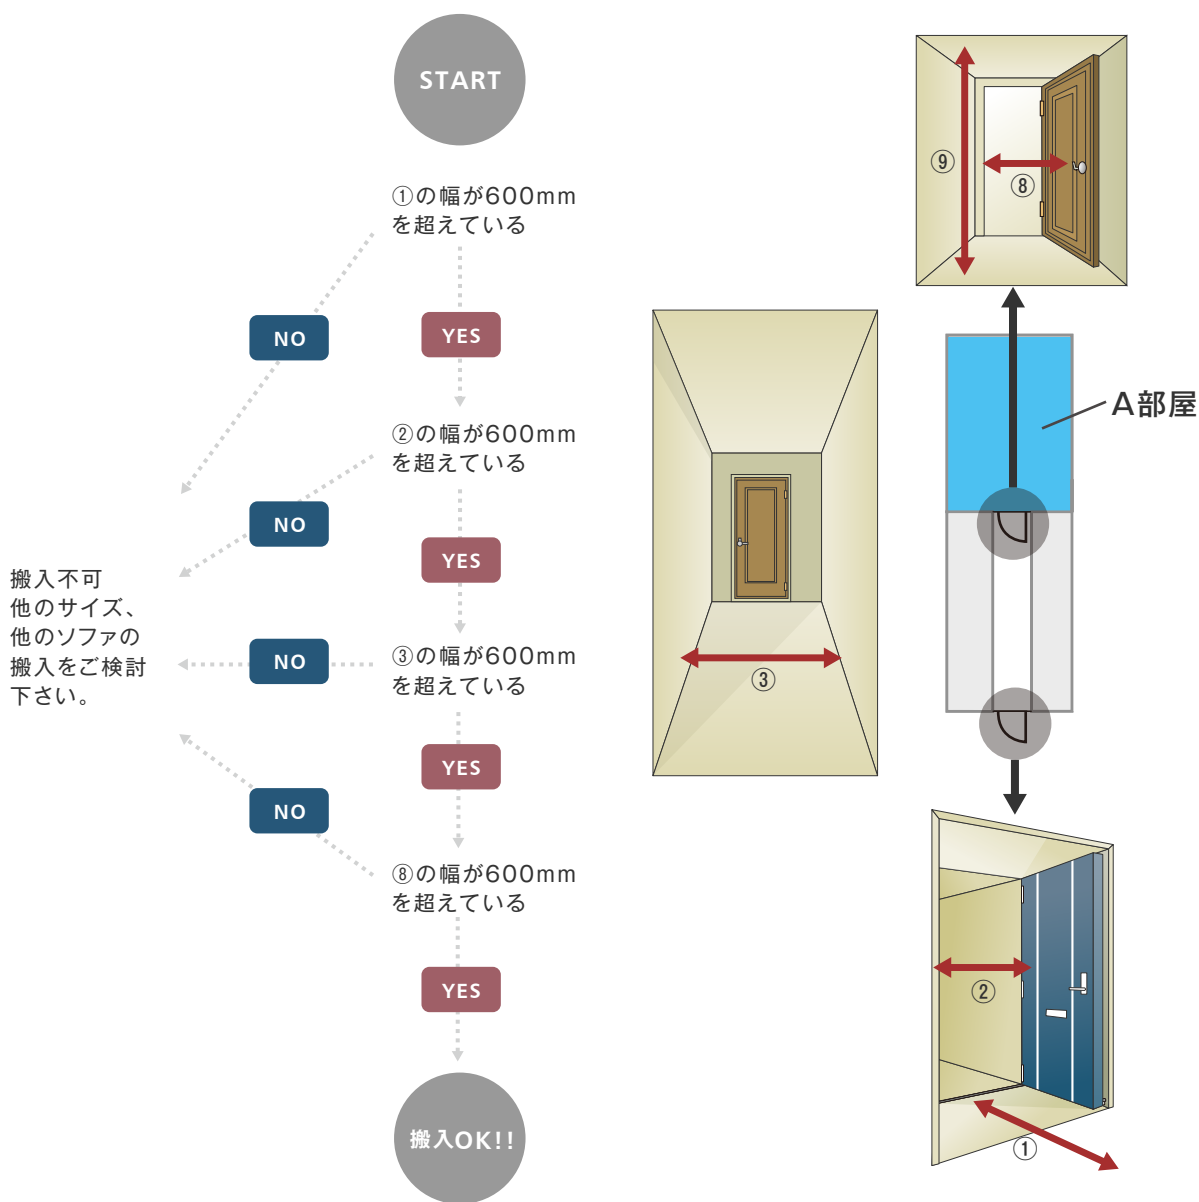 START
①の幅が600mm
を超えている
NO
YES
②の幅が600mm
を超えている
NO
YES
③の幅が600mm
を超えている
NO
YES
⑧の幅が600mm
を超えている
NO
YES
搬入OK!!
搬入不可
他のサイズ、
他のソファの
搬入をご検討
下さい。
③
⑨
⑧
A部屋
②
①